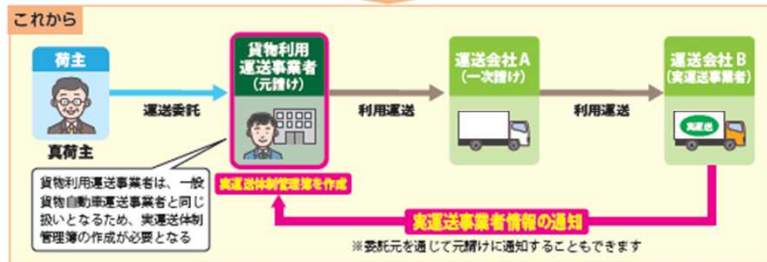 これから
荷主
真荷主
運送委託
貨物利用
運送事業者
(元請け)
利用運送
運送会社A
(一次請け)
利用運送
運送会社B
(実運送事業者)
実運送
貨物利用運送事業者は、一般
貨物自動車運送事業者と同じ
扱いとなるため、実運送体制
管理簿の作成が必要となる
実運送体制管理簿を作成
実運送事業者情報の通知
※委託元を通じて元請けに通知することもできます